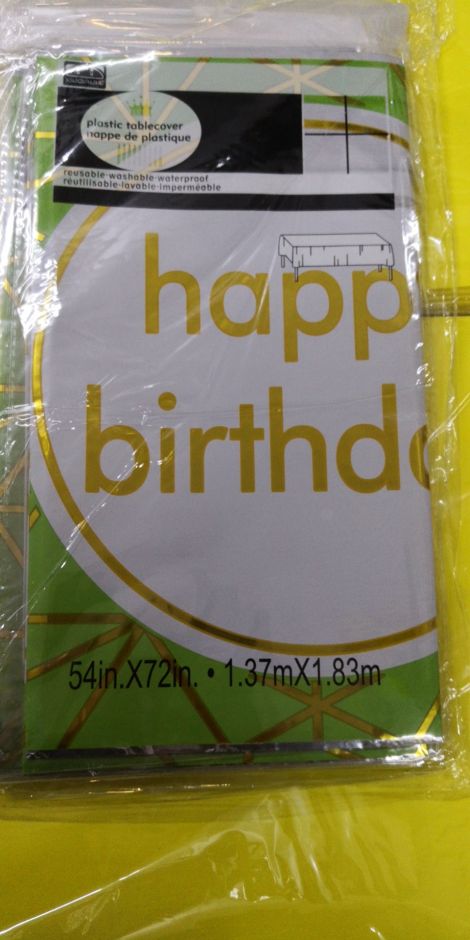 plastic tablecover
nappe de plastique
reusable·washable·waterproof
réutilisable·lavable·imperméable
happ
birthd
54in.X72in. • 1.37mX1.83m